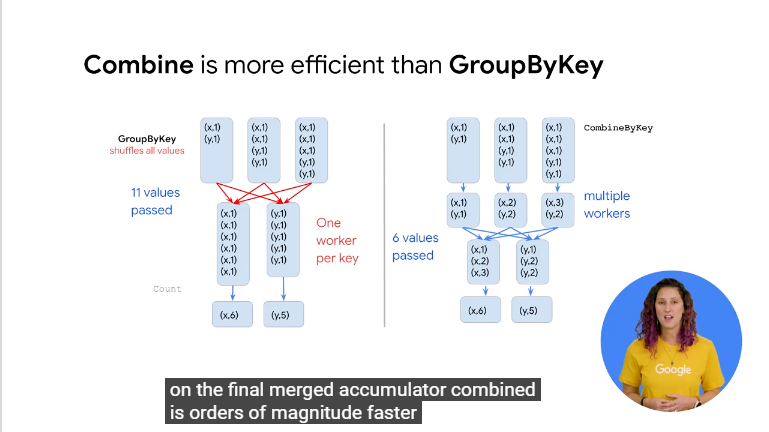 Combine is more efficient than GroupByKey
GroupByKey
shuffles all values
(x,1)
(y,1)
(x,1)
(x,1)
(y,1)
(y,1)
(x,1)
(x,1)
(x,1)
(y,1)
(y,1)
11 values
passed
(x,1)
(x,1)
(x,1)
(x,1)
(x,1)
(x,1)
(y,1)
(y,1)
(y,1)
(y,1)
(y,1)
One
worker
per key
Count
(x,6)
(y,5)
(x,1)
(y,1)
(x,1)
(x,1)
(y,1)
(y,1)
(x,1)
(x,1)
(x,1)
(y,1)
(y,1)
CombineByKey
(x,1)
(y,1)
(x,2)
(y,2)
(x,3)
(y,2)
multiple
workers
6 values
passed
(x,1)
(x,2)
(x,3)
(y,1)
(y,2)
(y,2)
(x,6)
(y,5)
Google
on the final merged accumulator combined
is orders of magnitude faster